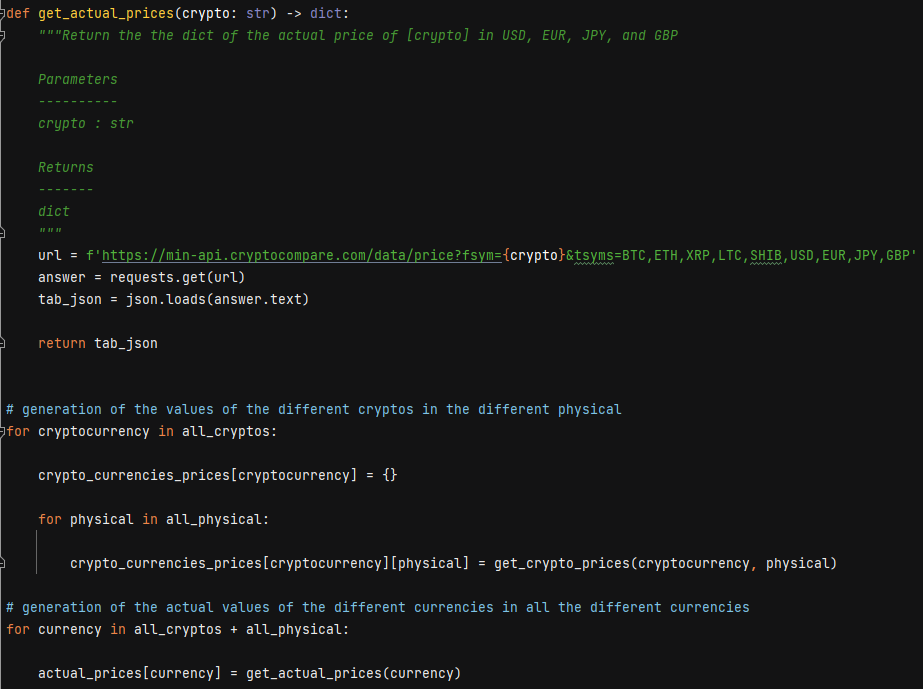 def get_actual_prices(crypto: str) -> dict:
    """Return the the dict of the actual price of [crypto] in USD, EUR, JPY, and GBP

    Parameters
    ----------
    crypto : str

    Returns
    -------
    dict
    """
    url = f'https://min-api.cryptocompare.com/data/price?fsym={crypto}&tsyms=BTC,ETH,XRP,LTC,SHIB,USD,EUR,JPY,GBP'
    answer = requests.get(url)
    tab_json = json.loads(answer.text)

    return tab_json


# generation of the values of the different cryptos in the different physical
for cryptocurrency in all_cryptos:

    crypto_currencies_prices[cryptocurrency] = {}

    for physical in all_physical:

        crypto_currencies_prices[cryptocurrency][physical] = get_crypto_prices(cryptocurrency, physical)

# generation of the actual values of the different currencies in all the different currencies
for currency in all_cryptos + all_physical:

    actual_prices[currency] = get_actual_prices(currency)